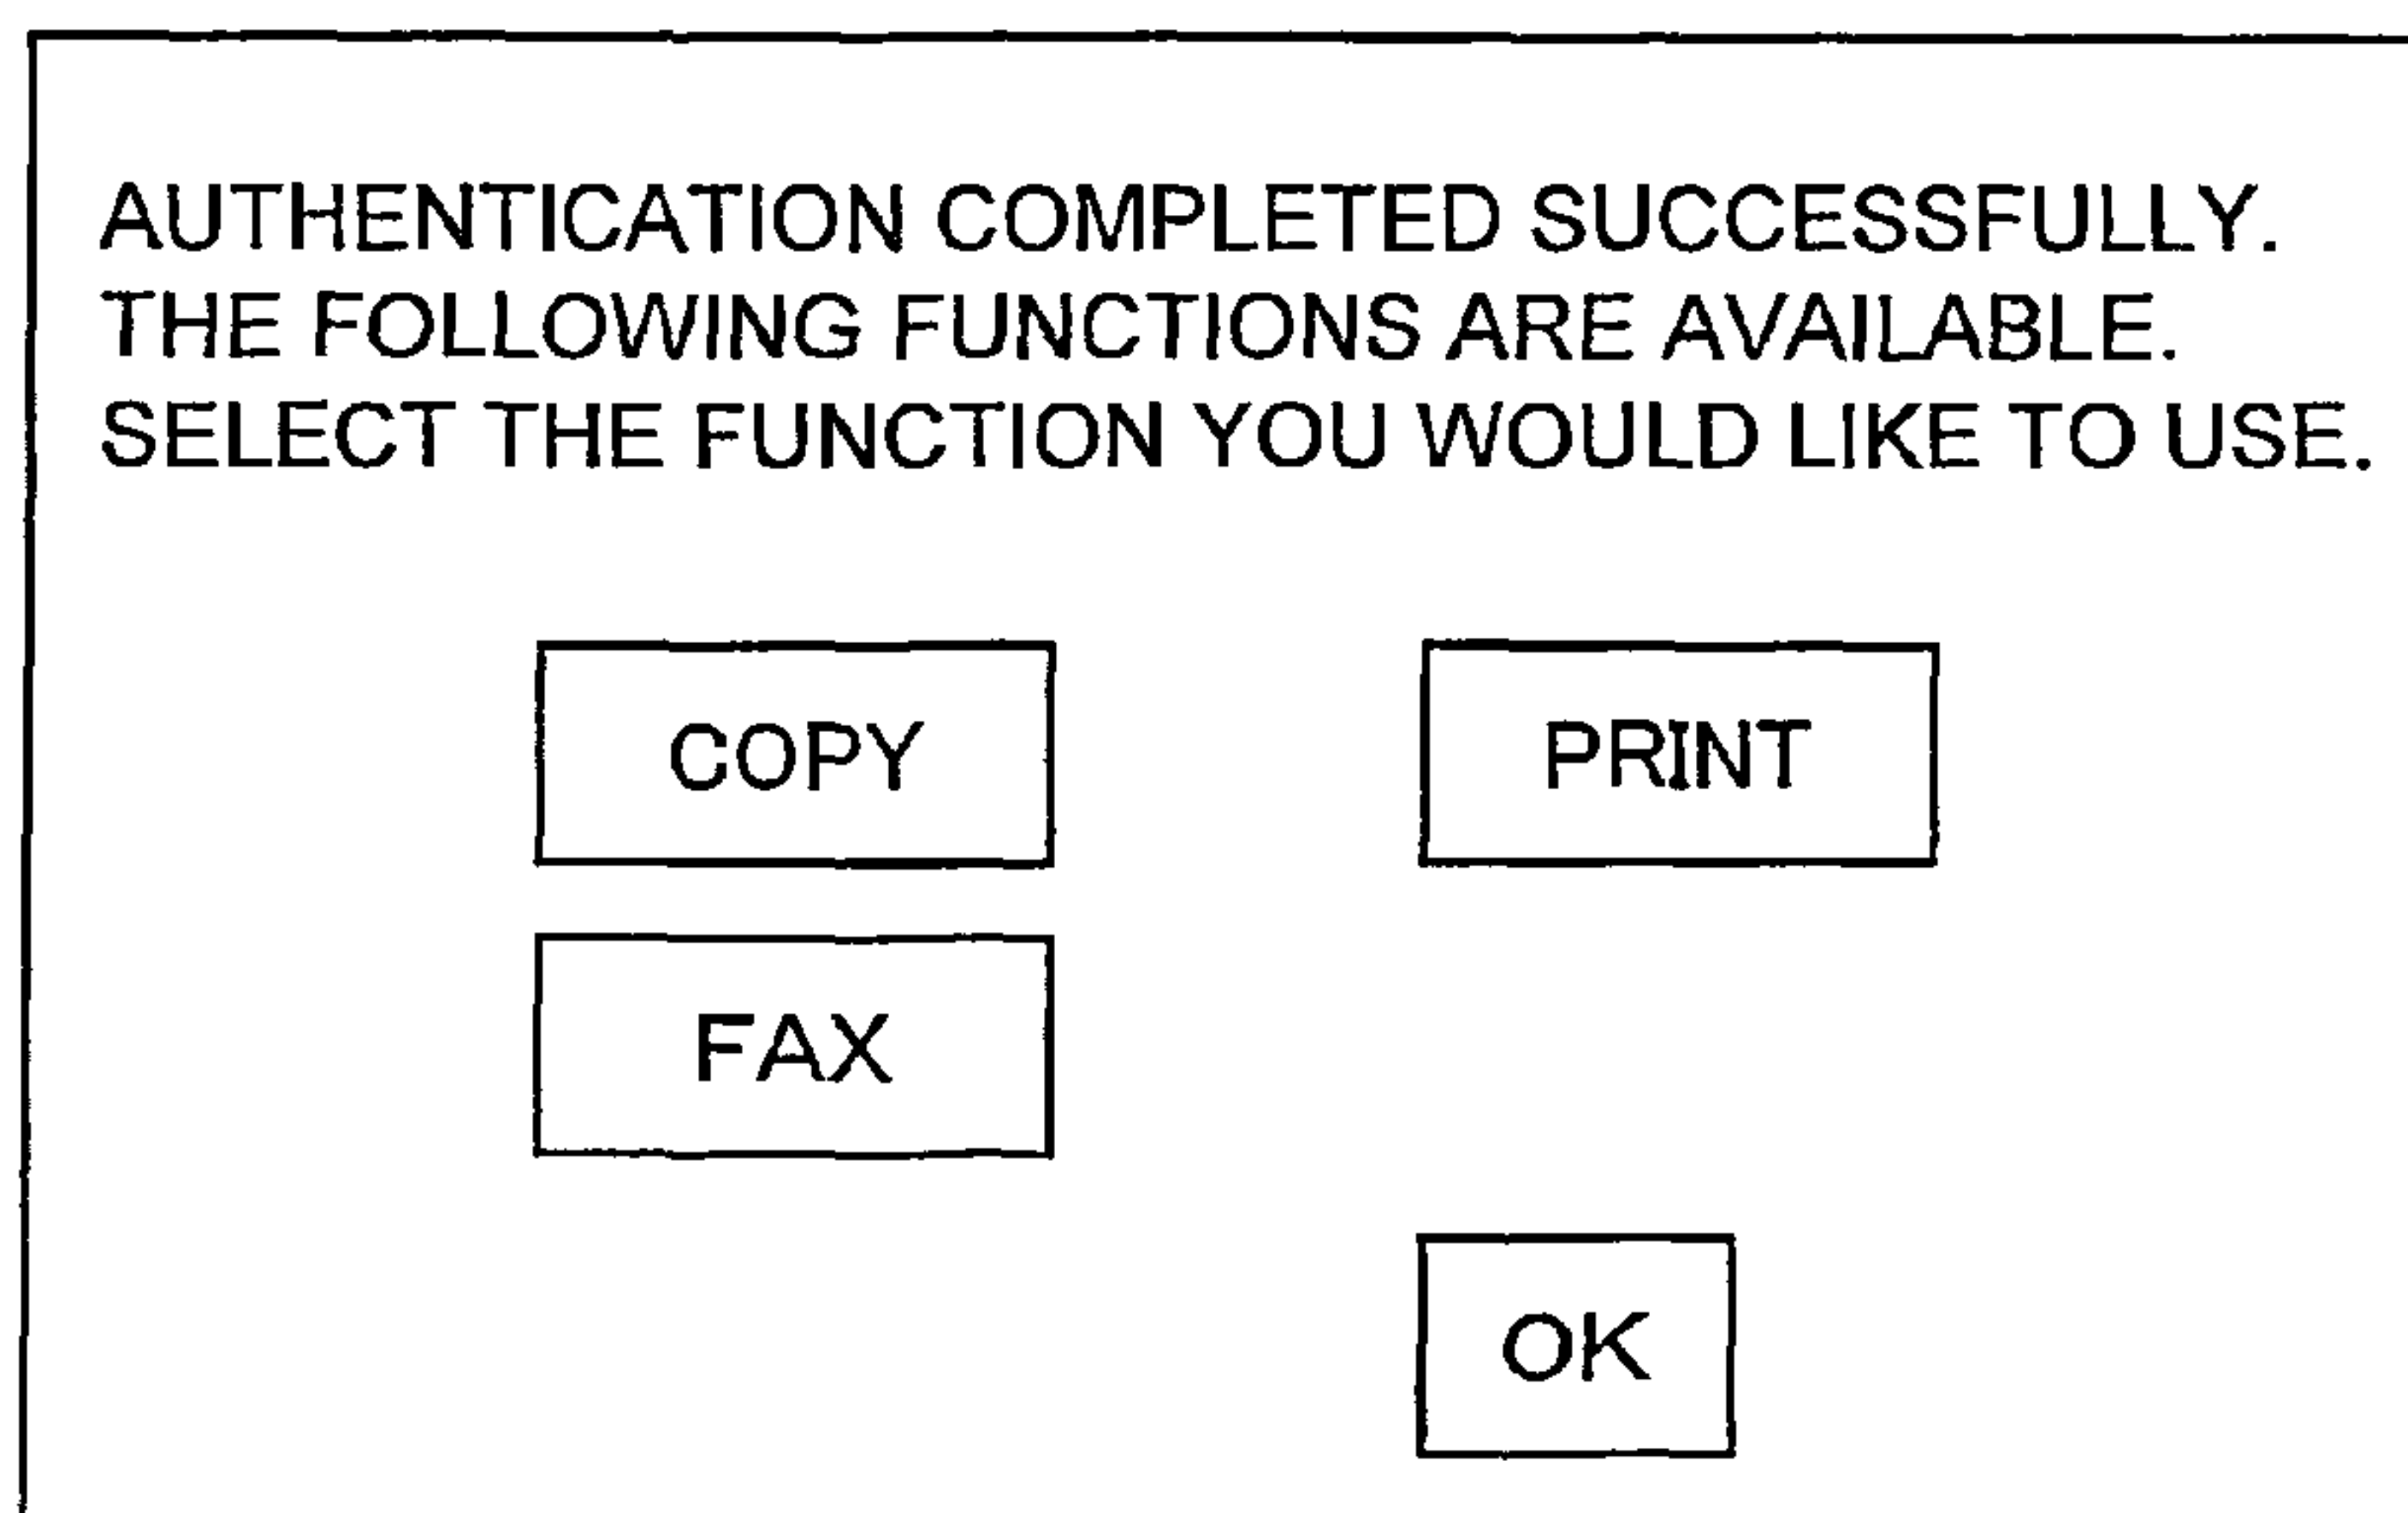 AUTHENTICATION COMPLETED SUCCESSFULLY.
THE FOLLOWING FUNCTIONS ARE AVAILABLE.
SELECT THE FUNCTION YOU WOULD LIKE TO USE.
COPY PRINT
FAX
OK